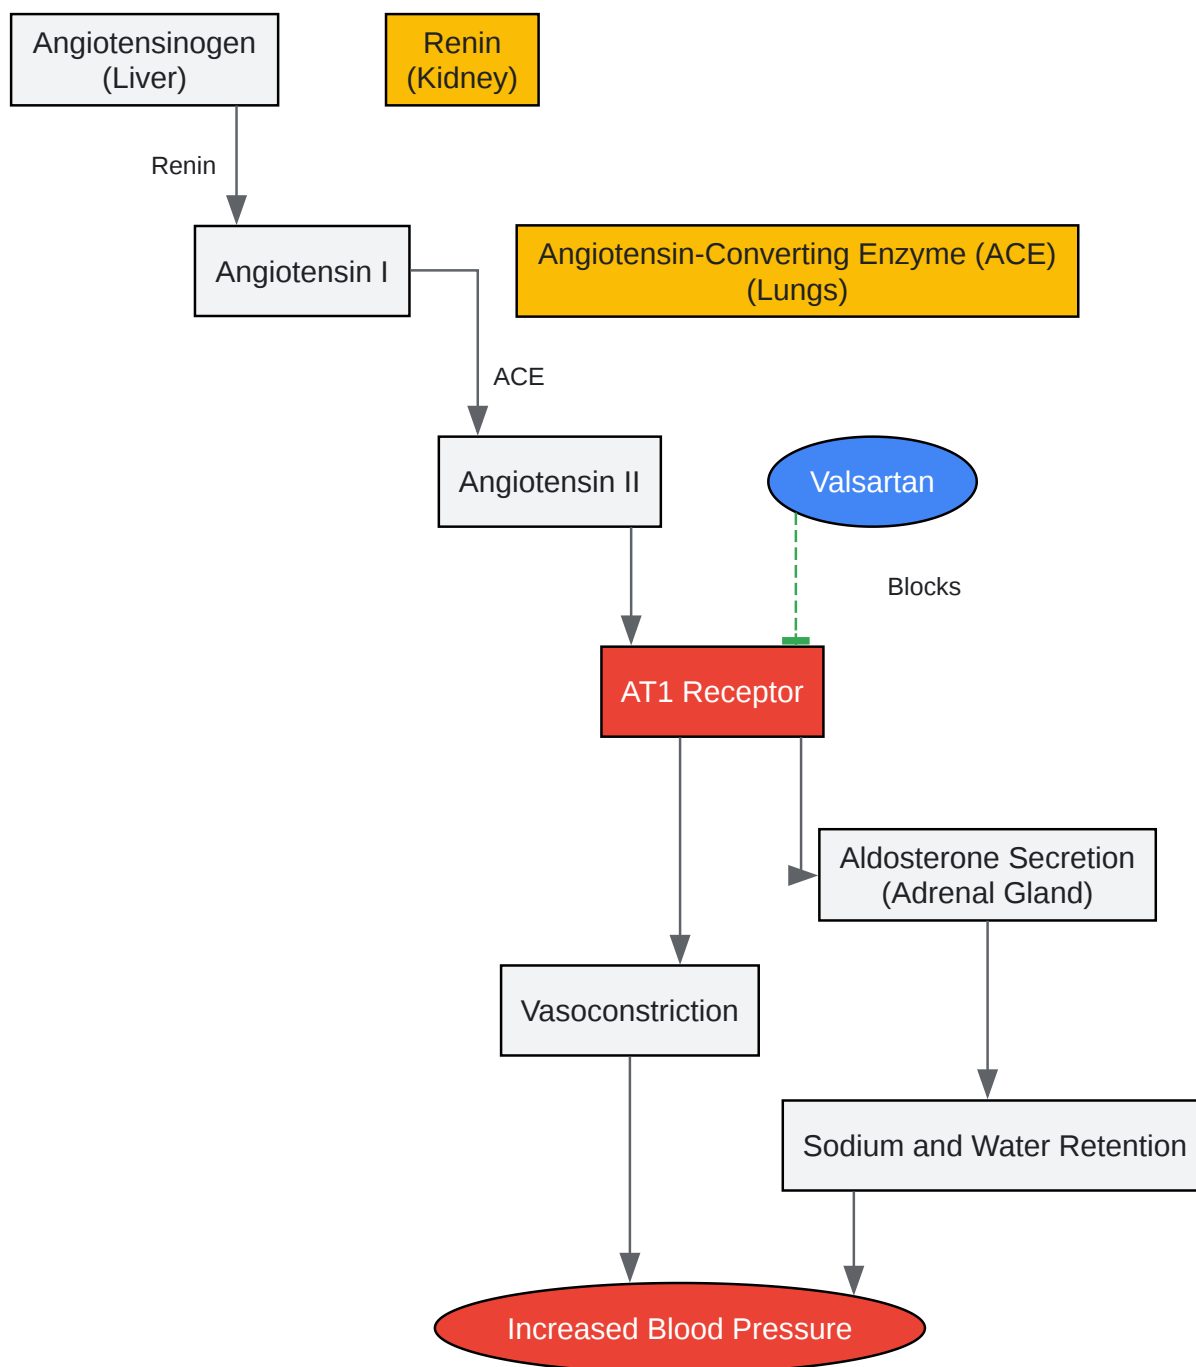 Angiotensinogen
(Liver)
Renin
(Kidney)
Renin
Angiotensin I
Angiotensin-Converting Enzyme (ACE)
(Lungs)
ACE
Angiotensin II
Valsartan
Blocks
AT1 Receptor
Aldosterone Secretion
(Adrenal Gland)
Vasoconstriction
Sodium and Water Retention
Increased Blood Pressure